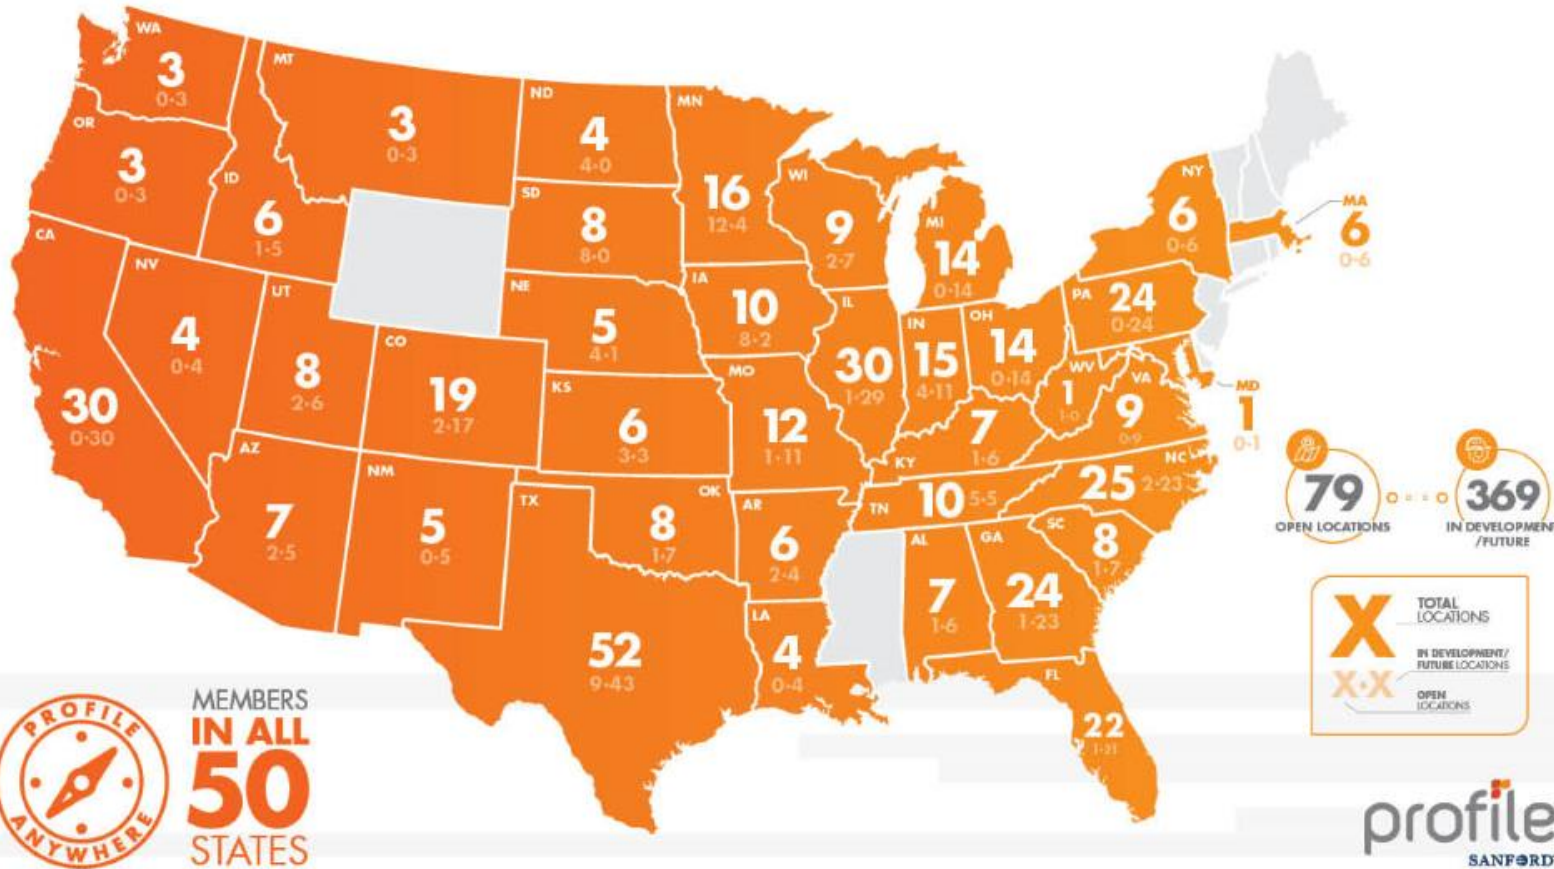 WA
3
0-3
OR
3
0-3
CA
30
0-30
NV
4
0-4
ID
6
1-5
MT
3
0-3
UT
8
2-6
AZ
7
2-5
CO
19
2-17
NM
5
0-5
ND
4
4-0
SD
8
8-0
NE
5
4-1
KS
6
3-3
OK
8
1-7
TX
52
9-43
MN
16
12-4
IA
10
8-2
MO
12
1-11
AR
6
2-4
LA
4
0-4
WI
9
2-7
IL
30
1-29
MI
14
0-14
IN
15
4-11
OH
14
0-14
KY
7
1-6
TN
10 5-5
AL
7
1-6
GA
24
1-23
FL
22
1-21
SC
8
1-7
NC
25 2-23
WV
1
1-0
VA
9
0-9
PA
24
0-24
NY
6
0-6
MA
6
0-6
MD
1
0-1
79
OPEN LOCATIONS
369
IN DEVELOPMENT
/FUTURE
X
TOTAL
LOCATIONS
X-X
IN DEVELOPMENT/
FUTURE LOCATIONS
OPEN
LOCATIONS
PROFILE
ANYWHERE
MEMBERS
IN ALL
50
STATES
profile
SANFORD